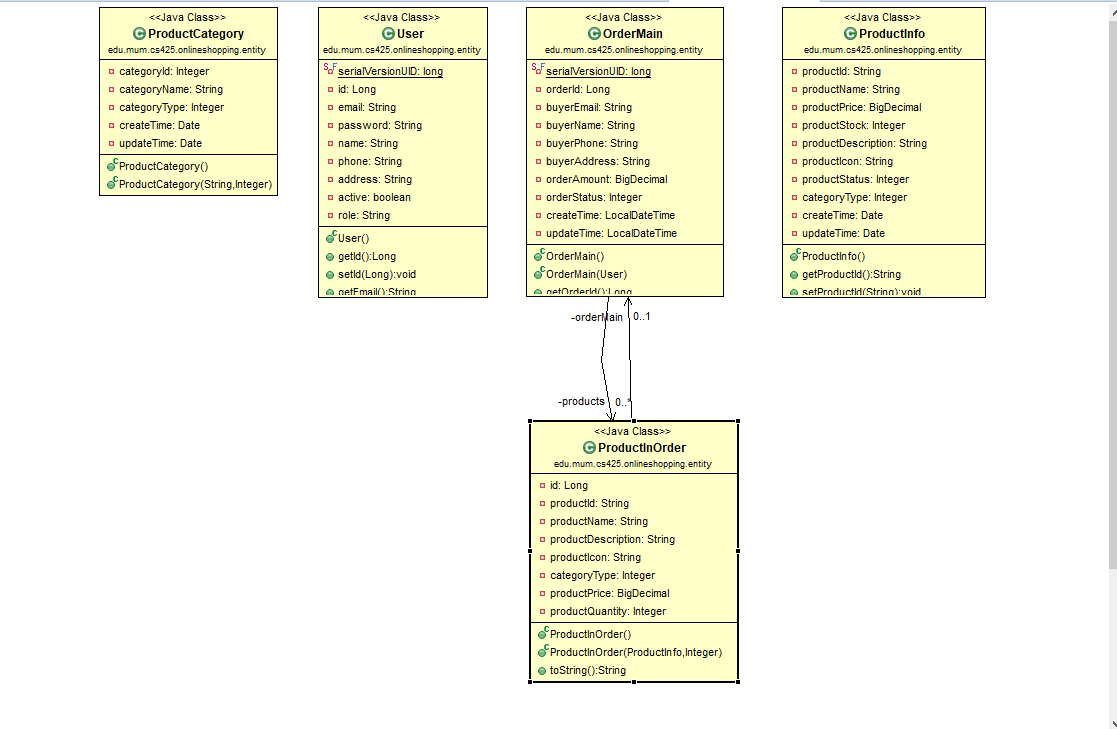 <<Java Class>>
ProductCategory
edu.mum.cs425.onlineshopping.entity
categoryId: Integer
categoryName: String
categoryType: Integer
createTime: Date
updateTime: Date
ProductCategory()
ProductCategory(String,Integer)
<<Java Class>>
User
edu.mum.cs425.onlineshopping.entity
serialVersionUID: long
id: Long
email: String
password: String
name: String
phone: String
address: String
active: boolean
role: String
User()
getId():Long
setId(Long):void
getEmail():String
<<Java Class>>
OrderMain
edu.mum.cs425.onlineshopping.entity
serialVersionUID: long
orderId: Long
buyerEmail: String
buyerName: String
buyerPhone: String
buyerAddress: String
orderAmount: BigDecimal
orderStatus: Integer
createTime: LocalDateTime
updateTime: LocalDateTime
OrderMain()
OrderMain(User)
getOrderId():Long
<<Java Class>>
ProductInfo
edu.mum.cs425.onlineshopping.entity
productId: String
productName: String
productPrice: BigDecimal
productStock: Integer
productDescription: String
productIcon: String
productStatus: Integer
categoryType: Integer
createTime: Date
updateTime: Date
ProductInfo()
getProductId():String
setProductId(String):void
-orderMain 0..1
-products 0..*
<<Java Class>>
ProductInOrder
edu.mum.cs425.onlineshopping.entity
id: Long
productId: String
productName: String
productDescription: String
productIcon: String
categoryType: Integer
productPrice: BigDecimal
productQuantity: Integer
ProductInOrder()
ProductInOrder(ProductInfo,Integer)
toString():String